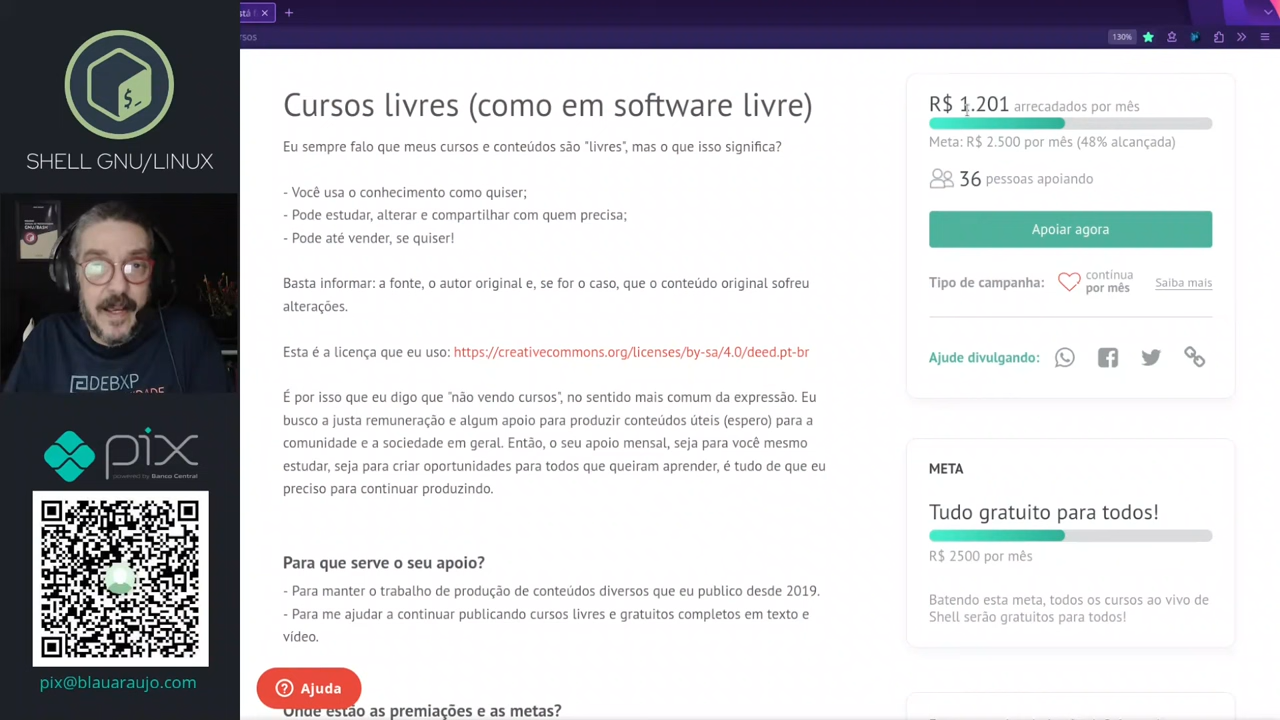 $_
SHELL GNU/LINUX
DEBXP
pix
powered by Banco Central
pix@blauaraujo.com
sos
130%
Cursos livres (como em software livre)
Eu sempre falo que meus cursos e conteúdos são "livres", mas o que isso significa?
- Você usa o conhecimento como quiser;
- Pode estudar, alterar e compartilhar com quem precisa;
- Pode até vender, se quiser!
Basta informar: a fonte, o autor original e, se for o caso, que o conteúdo original sofreu
alterações.
Esta é a licença que eu uso: https://creativecommons.org/licenses/by-sa/4.0/deed.pt-br
É por isso que eu digo que "não vendo cursos", no sentido mais comum da expressão. Eu
busco a justa remuneração e algum apoio para produzir conteúdos úteis (espero) para a
comunidade e a sociedade em geral. Então, o seu apoio mensal, seja para você mesmo
estudar, seja para criar oportunidades para todos que queiram aprender, é tudo de que eu
preciso para continuar produzindo.
Para que serve o seu apoio?
- Para manter o trabalho de produção de conteúdos diversos que eu publico desde 2019.
- Para me ajudar a continuar publicando cursos livres e gratuitos completos em texto e
vídeo.
Ajuda
Onde estão as premiações e as metas?
R$ 1.201 arrecadados por mês
Meta: R$ 2.500 por mês (48% alcançada)
36 pessoas apoiando
Apoiar agora
Tipo de campanha: contínua
por mês
Saiba mais
Ajude divulgando:
META
Tudo gratuito para todos!
R$ 2500 por mês
Batendo esta meta, todos os cursos ao vivo de
Shell serão gratuitos para todos!